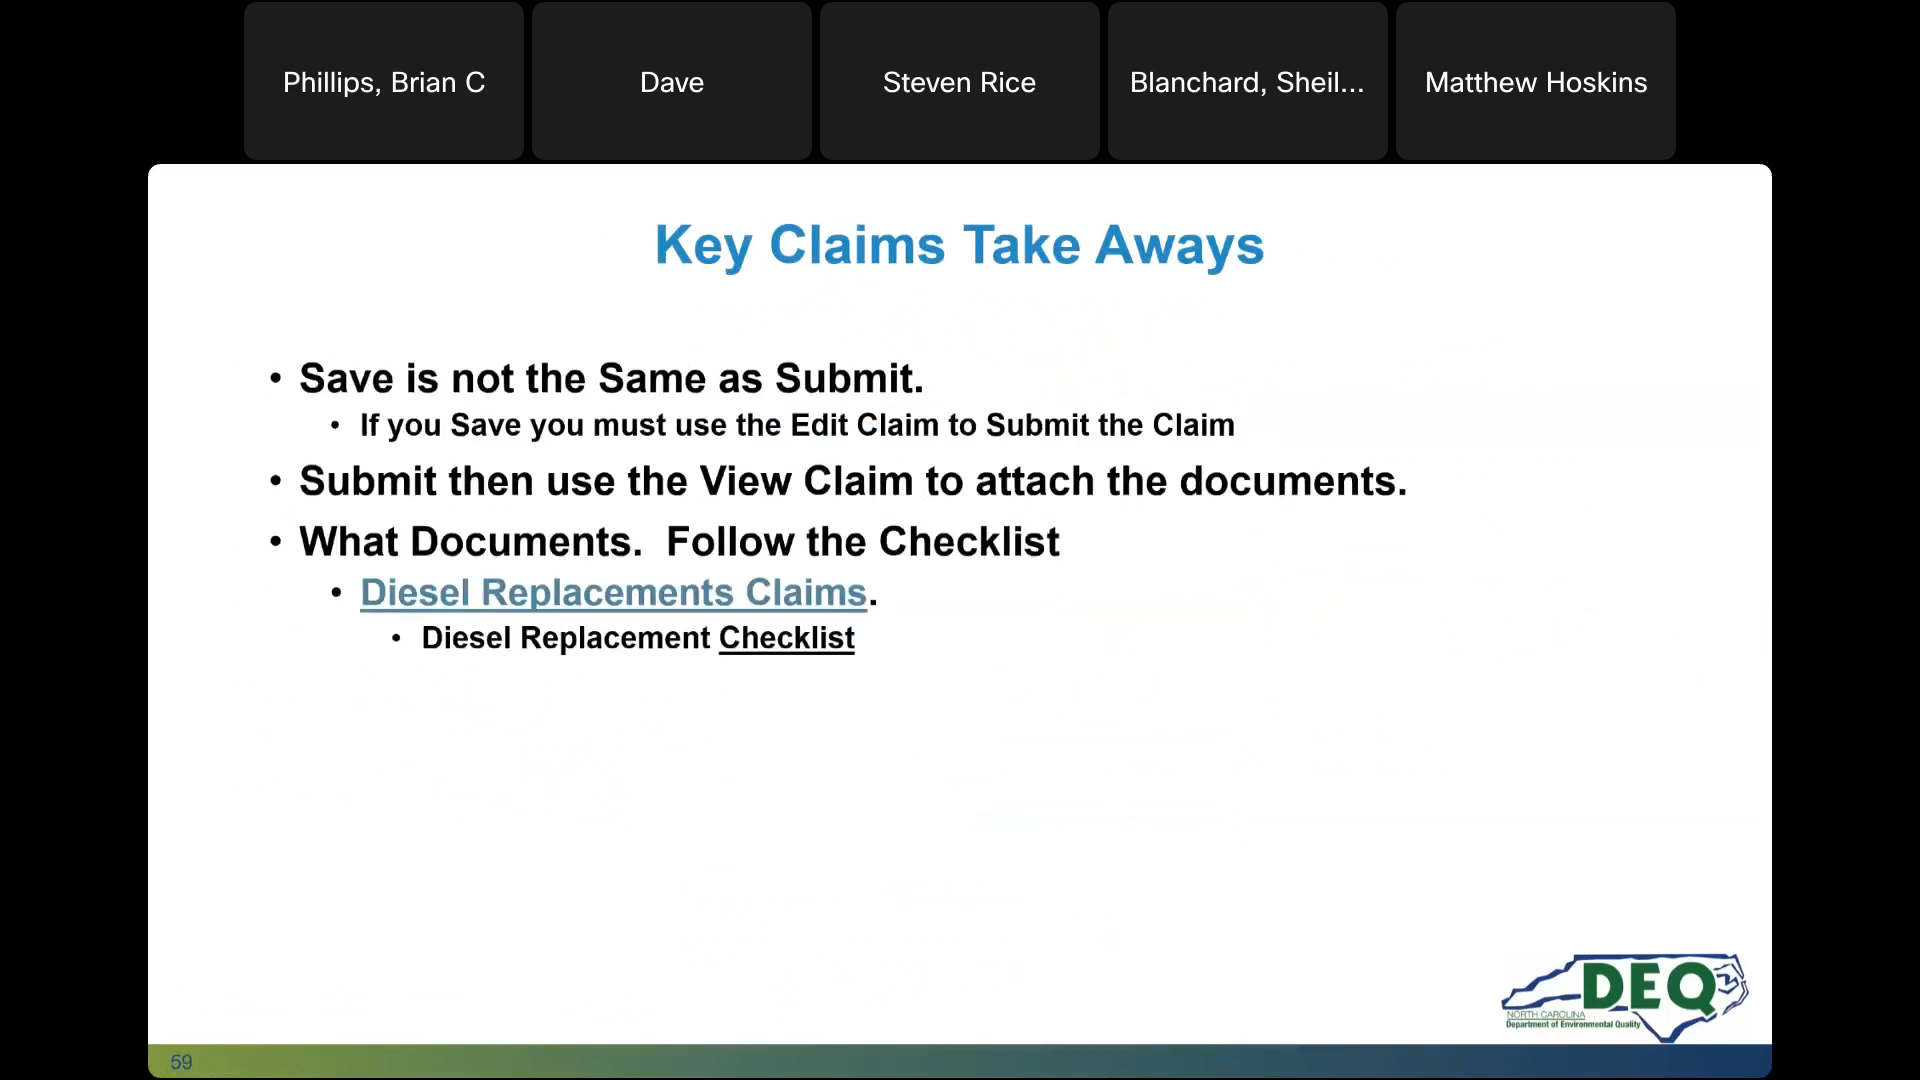 Phillips, Brian C
Dave
Steven Rice
Blanchard, Sheil...
Matthew Hoskins
Key Claims Take Aways
• Save is not the Same as Submit.
• If you Save you must use the Edit Claim to Submit the Claim
• Submit then use the View Claim to attach the documents.
• What Documents.  Follow the Checklist
• Diesel Replacements Claims.
• Diesel Replacement Checklist
DEQ
NORTH CAROLINA
Department of Environmental Quality
59